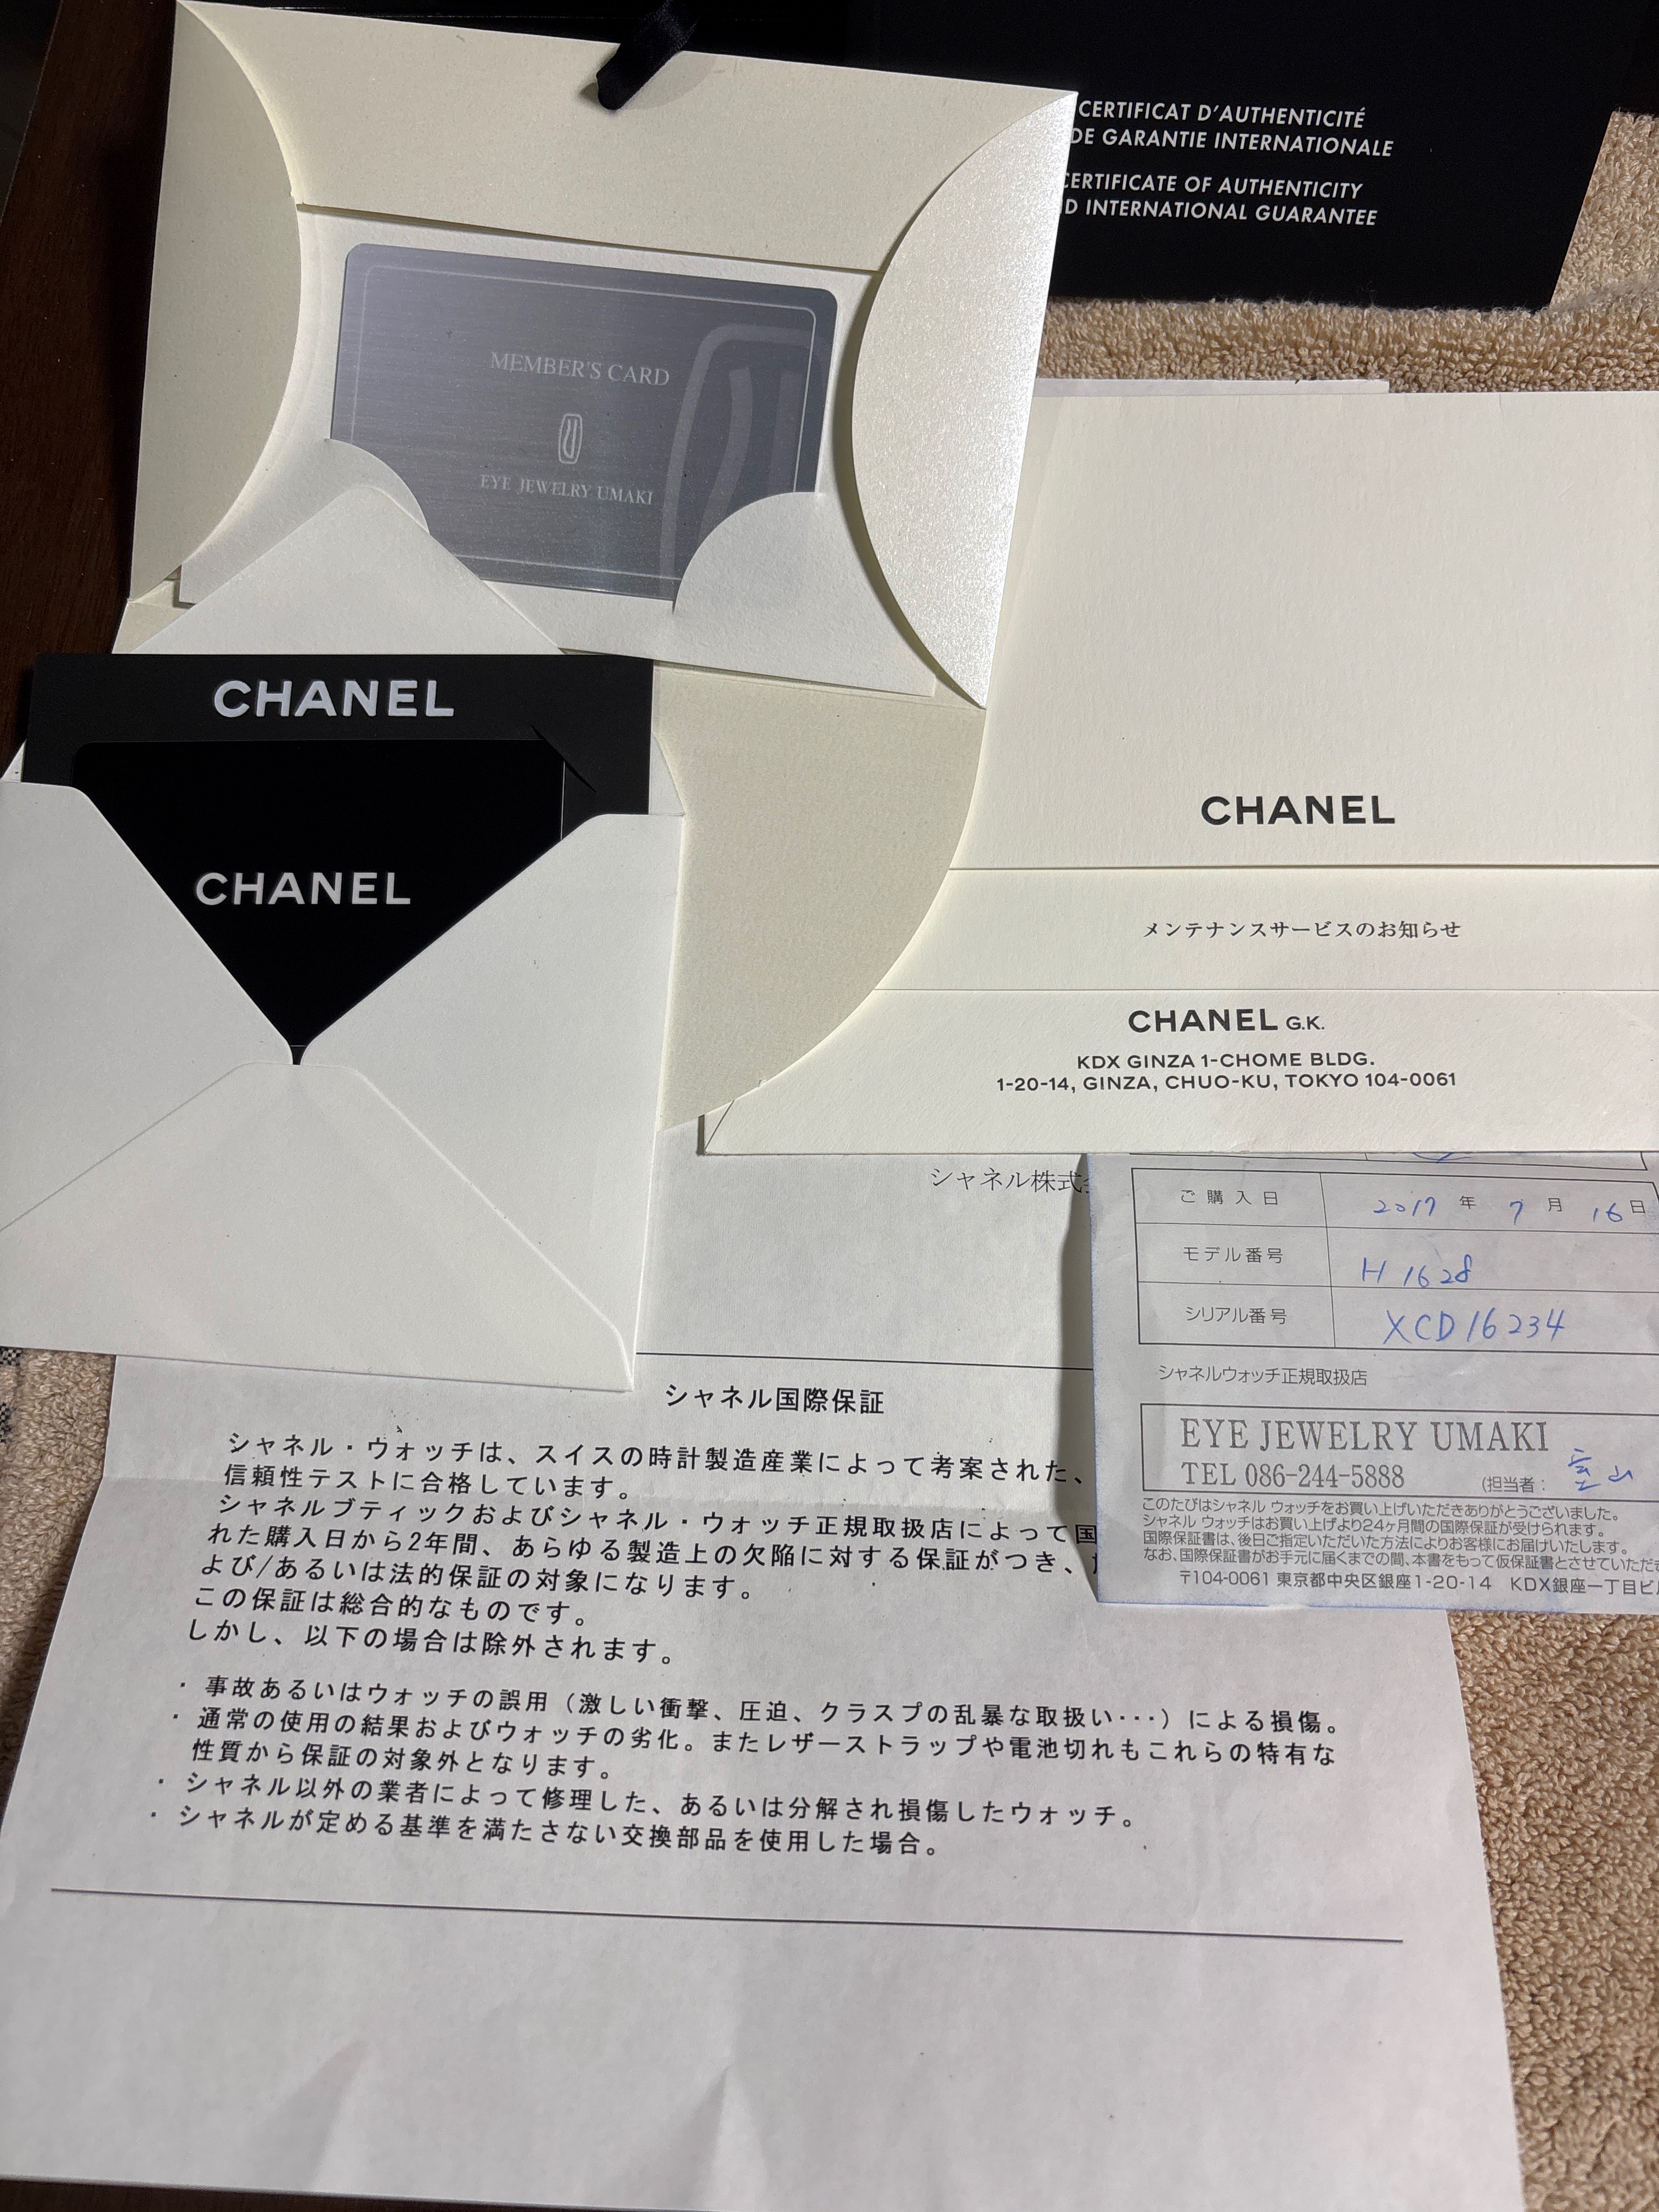 CERTIFICAT D'AUTHENTICITÉ
DE GARANTIE INTERNATIONALE
CERTIFICATE OF AUTHENTICITY
D INTERNATIONAL GUARANTEE
MEMBER'S CARD
EYE JEWELRY UMAKI
CHANEL
CHANEL
CHANEL
メンテナンスサービスのお知らせ
CHANEL G.K.
KDX GINZA 1-CHOME BLDG.
1-20-14, GINZA, CHUO-KU, TOKYO 104-0061
シャネル株式
ご購入日 2017年 7月 16日
モデル番号 H1628
シリアル番号 XCD16234
シャネルウォッチ正規取扱店
EYE JEWELRY UMAKI
TEL 086-244-5888 (担当者:
このたびはシャネル ウォッチをお買い上げいただきありがとうございました。
シャネル ウォッチはお買い上げより24ヶ月間の国際保証が受けられます。
国際保証書は、後日ご指定いただいた方法によりお客様にお届けいたします。
なお、国際保証書がお手元に届くまでの間、本書をもって仮保証書とさせていただき
〒104-0061 東京都中央区銀座1-20-14 KDX銀座一丁目ビ
シャネル国際保証
シャネル・ウォッチは、スイスの時計製造産業によって考案された、
信頼性テストに合格しています。
シャネルブティックおよびシャネル・ウォッチ正規取扱店によって国
れた購入日から2年間、あらゆる製造上の欠陥に対する保証がつき、
よび/あるいは法的保証の対象になります。
この保証は総合的なものです。
しかし、以下の場合は除外されます。
・事故あるいはウォッチの誤用（激しい衝撃、圧迫、クラスプの乱暴な取扱い･･･）による損傷。
・通常の使用の結果およびウォッチの劣化。またレザーストラップや電池切れもこれらの特有な
性質から保証の対象外となります。
・シャネル以外の業者によって修理した、あるいは分解され損傷したウォッチ。
・シャネルが定める基準を満たさない交換部品を使用した場合。